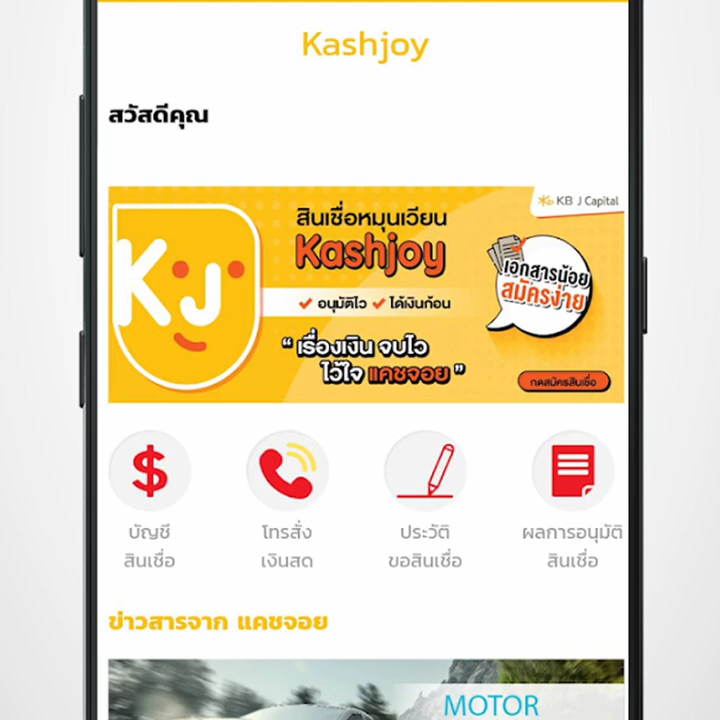 Kashjoy
สวัสดีคุณ
KB J Capital
สินเชื่อหมุนเวียน
Kashjoy
KJ
อนุมัติไว ได้เงินก่อน
เอกสารน้อย
สมัครง่าย
“ เรื่องเงิน จบไว
ไว้ใจ แคชจอย ”
กดสมัครสินเชื่อ
บัญชี
สินเชื่อ
โทรสั่ง
เงินสด
ประวัติ
ขอสินเชื่อ
ผลการอนุมัติ
สินเชื่อ
ข่าวสารจาก แคชจอย
MOTOR